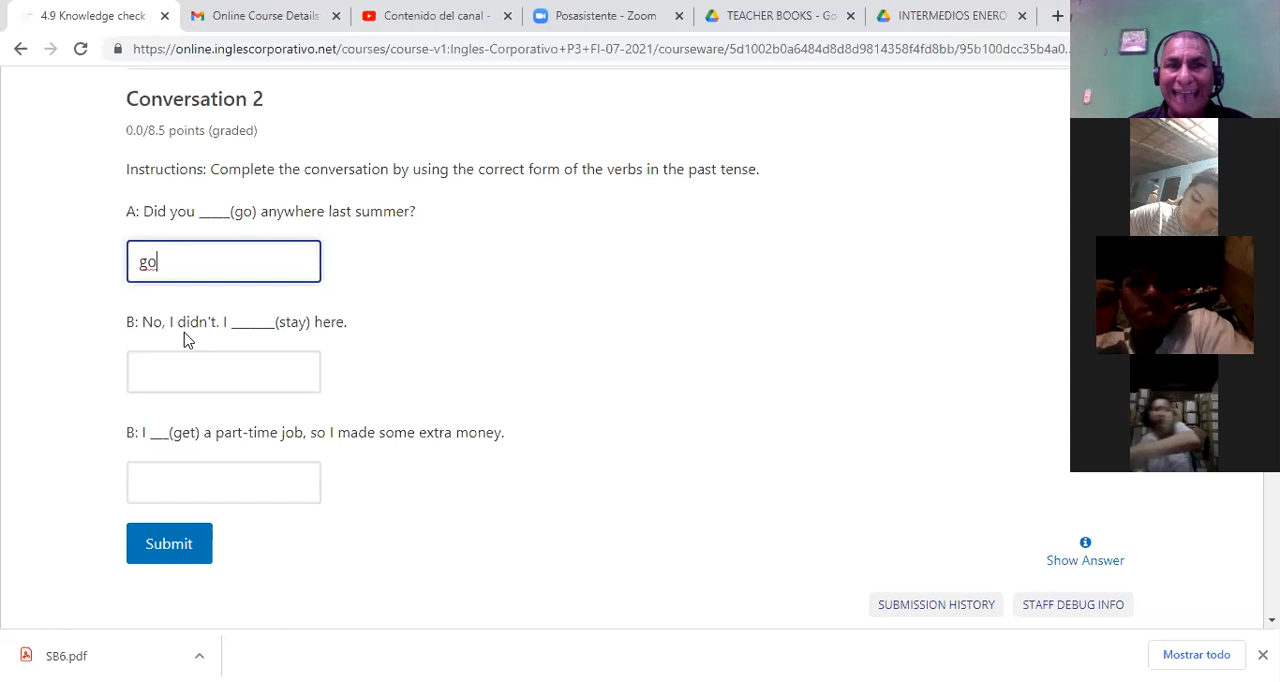 4.9 Knowledge check
Online Course Details
Contenido del canal -
Posasistente - Zoom
TEACHER BOOKS - Go
INTERMEDIOS ENERO
https://online.inglescorporativo.net/courses/course-v1:Ingles-Corporativo+P3+FI-07-2021/courseware/5d1002b0a6484d8d8d9814358f4fd8bb/95b100dcc35b4a0...
Conversation 2
0.0/8.5 points (graded)
Instructions: Complete the conversation by using the correct form of the verbs in the past tense.
A: Did you _____(go) anywhere last summer?
go
B: No, I didn't. I _______(stay) here.
B: I ___(get) a part-time job, so I made some extra money.
Submit
Show Answer
SUBMISSION HISTORY
STAFF DEBUG INFO
SB6.pdf
Mostrar todo